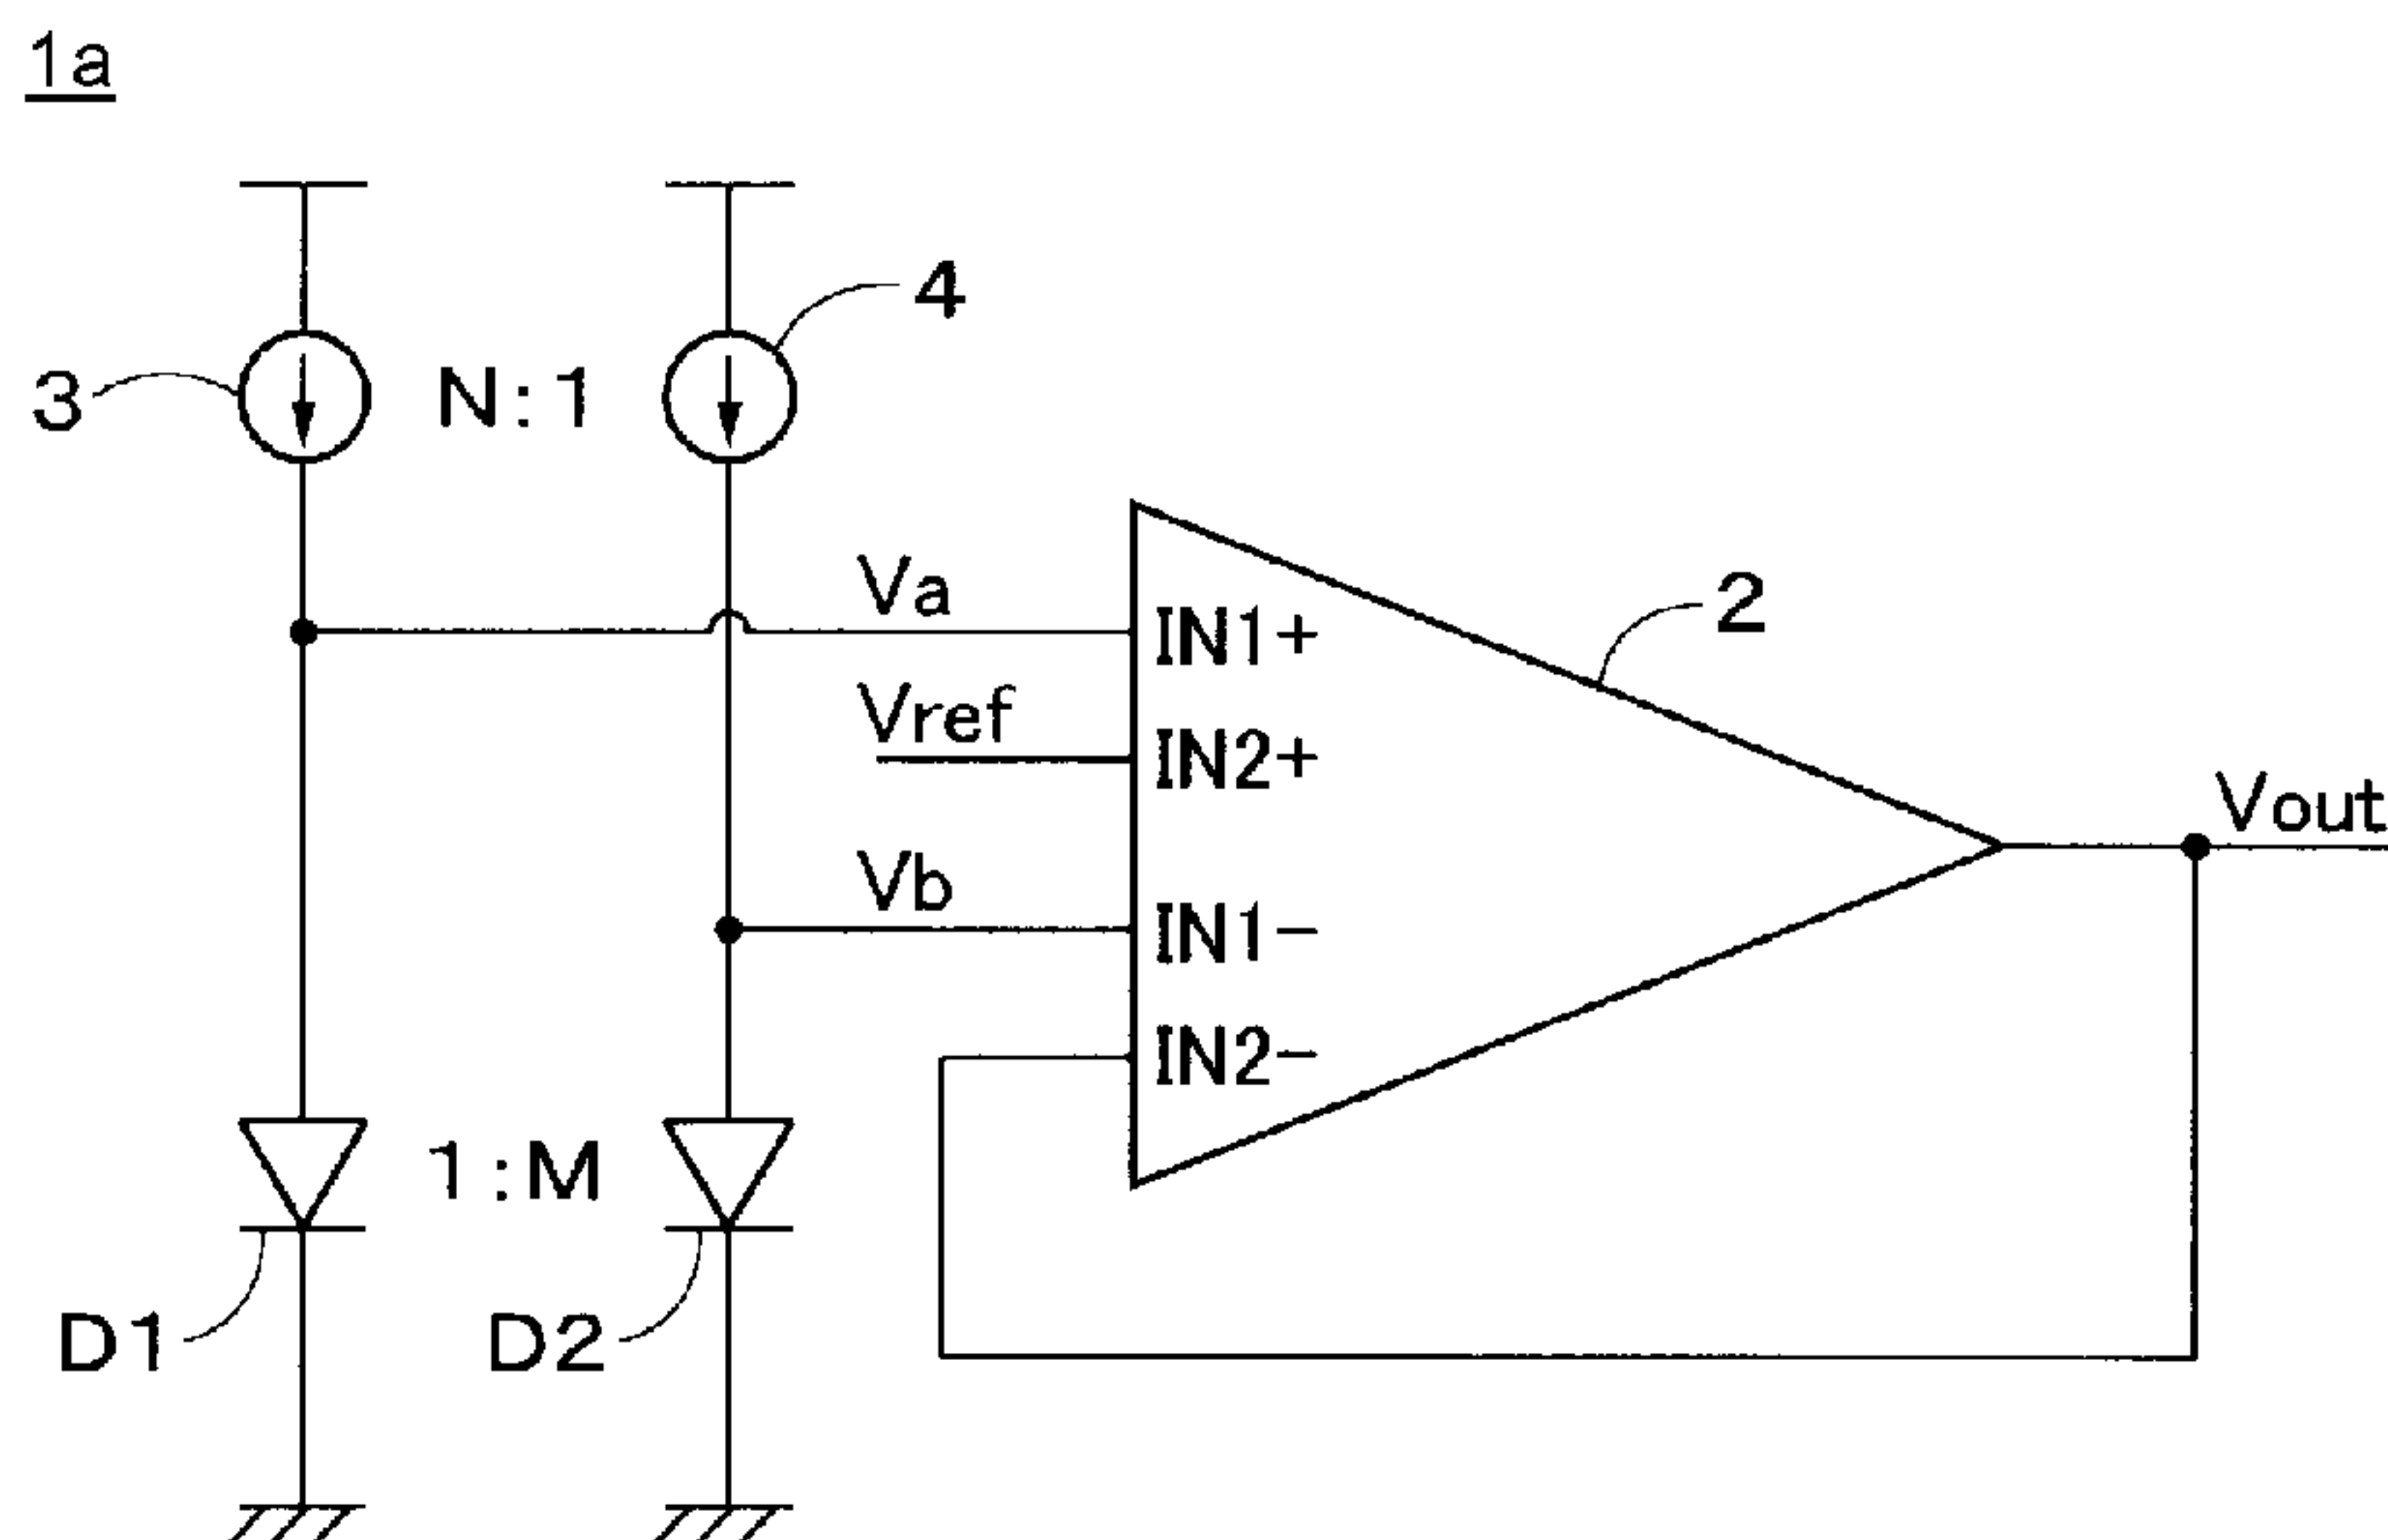 1a
4
3
N:1
Va
2
IN1+
Vref
IN2+
Vout
Vb
IN1-
IN2-
1:M
D1
D2